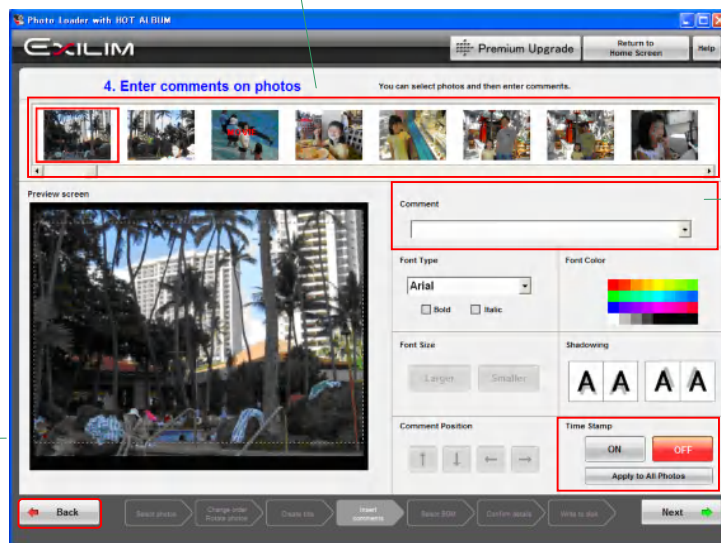 Photo Loader with HOT ALBUM
EXILIM
Premium Upgrade
Return to
Home Screen
Help
4. Enter comments on photos
You can select photos and then enter comments.
Preview screen
Comment
Font Type
Font Color
Arial
Bold
Italic
Font Size
Shadowing
Larger
Smaller
A A A A
Comment Position
Time Stamp
ON
OFF
Apply to All Photos
Back
Select photos
Change order
Rotate photos
Create title
Insert
comments
Select BGM
Confirm details
Write to disk
Next